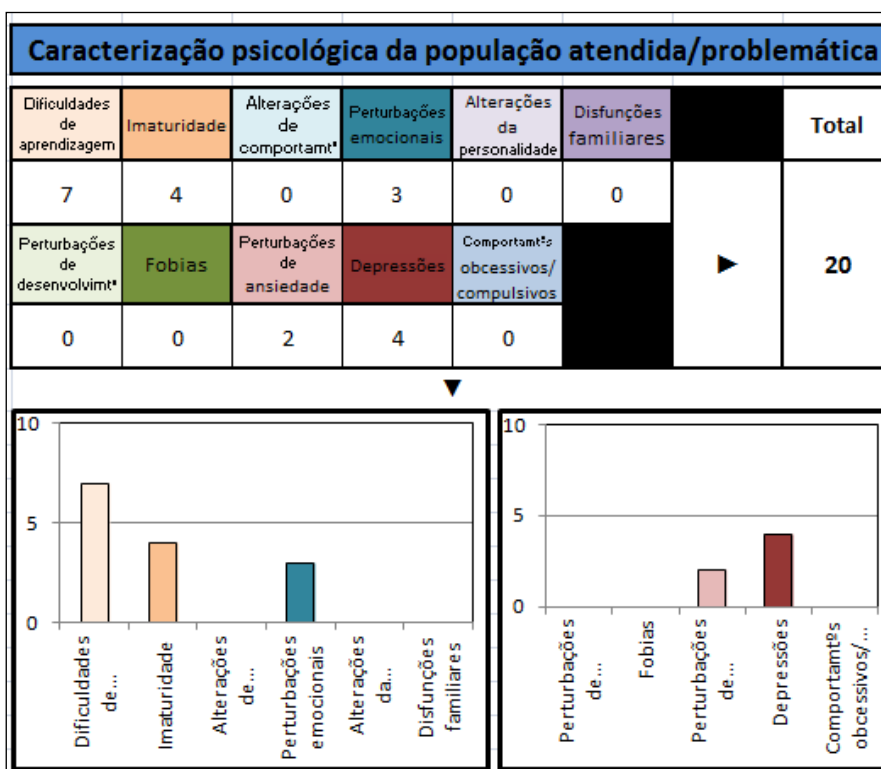 Caracterização psicológica da população atendida/problemática
Dificuldades
de
aprendizagem
Imaturidade
Alterações
de
comportamtº
Perturbações
emocionais
Alterações
da
personalidade
Disfunções
familiares
Total
7
4
0
3
0
0
Perturbações
de
desenvolvimtº
Fobias
Perturbações
de
ansiedade
Depressões
Comportamtºs
obcessivos/
compulsivos
►
20
0
0
2
4
0
▼
10
5
0
Dificuldades
de...
Imaturidade
Alterações
de...
Perturbações
emocionais
Alterações
da...
Disfunções
familiares
10
5
0
Perturbações
de...
Fobias
Perturbações
de...
Depressões
Comportamtºs
obcessivos/...